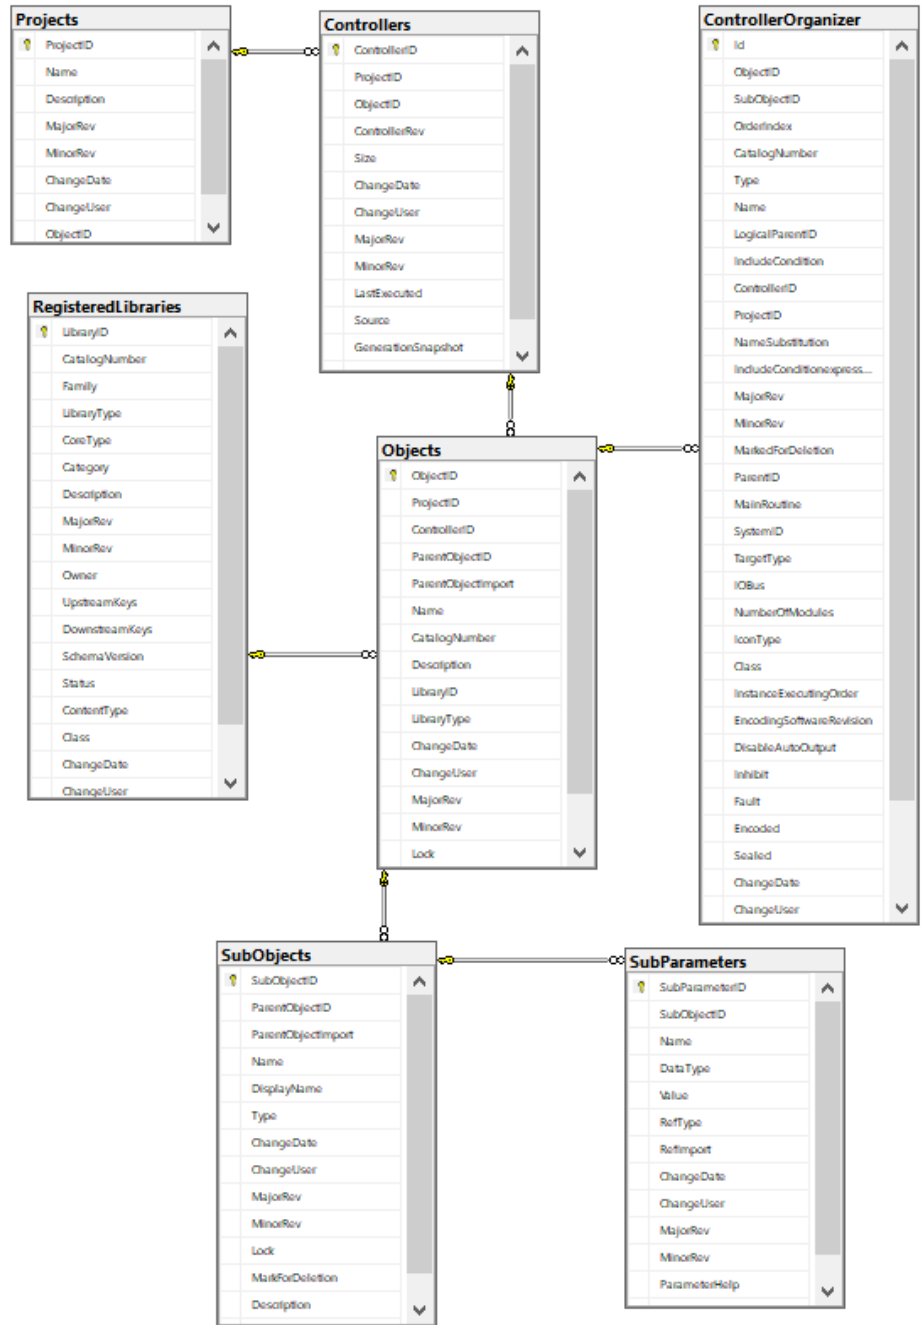 Projects
ProjectID
Name
Description
MajorRev
MinorRev
ChangeDate
ChangeUser
ObjectID
Controllers
ControllerID
ProjectID
ObjectID
ControllerRev
Size
ChangeDate
ChangeUser
MajorRev
MinorRev
LastExecuted
Source
GenerationSnapshot
ControllerOrganizer
Id
ObjectID
SubObjectID
OrderIndex
CatalogNumber
Type
Name
LogicalParentID
IncludeCondition
ControllerID
ProjectID
NameSubstitution
IncludeConditionexpress...
MajorRev
MinorRev
MarkedForDeletion
ParentID
MainRoutine
SystemID
TargetType
IOBus
NumberOfModules
IconType
Class
InstanceExecutingOrder
EncodingSoftwareRevision
DisableAutoOutput
Inhibit
Fault
Encoded
Sealed
ChangeDate
ChangeUser
RegisteredLibraries
LibraryID
CatalogNumber
Family
LibraryType
CoreType
Category
Description
MajorRev
MinorRev
Owner
UpstreamKeys
DownstreamKeys
SchemaVersion
Status
ContentType
Class
ChangeDate
ChangeUser
Objects
ObjectID
ProjectID
ControllerID
ParentObjectID
ParentObjectImport
Name
CatalogNumber
Description
LibraryID
LibraryType
ChangeDate
ChangeUser
MajorRev
MinorRev
Lock
SubObjects
SubObjectID
ParentObjectID
ParentObjectImport
Name
DisplayName
Type
ChangeDate
ChangeUser
MajorRev
MinorRev
Lock
MarkForDeletion
Description
SubParameters
SubParameterID
SubObjectID
Name
DataType
Value
RefType
RefImport
ChangeDate
ChangeUser
MajorRev
MinorRev
ParameterHelp